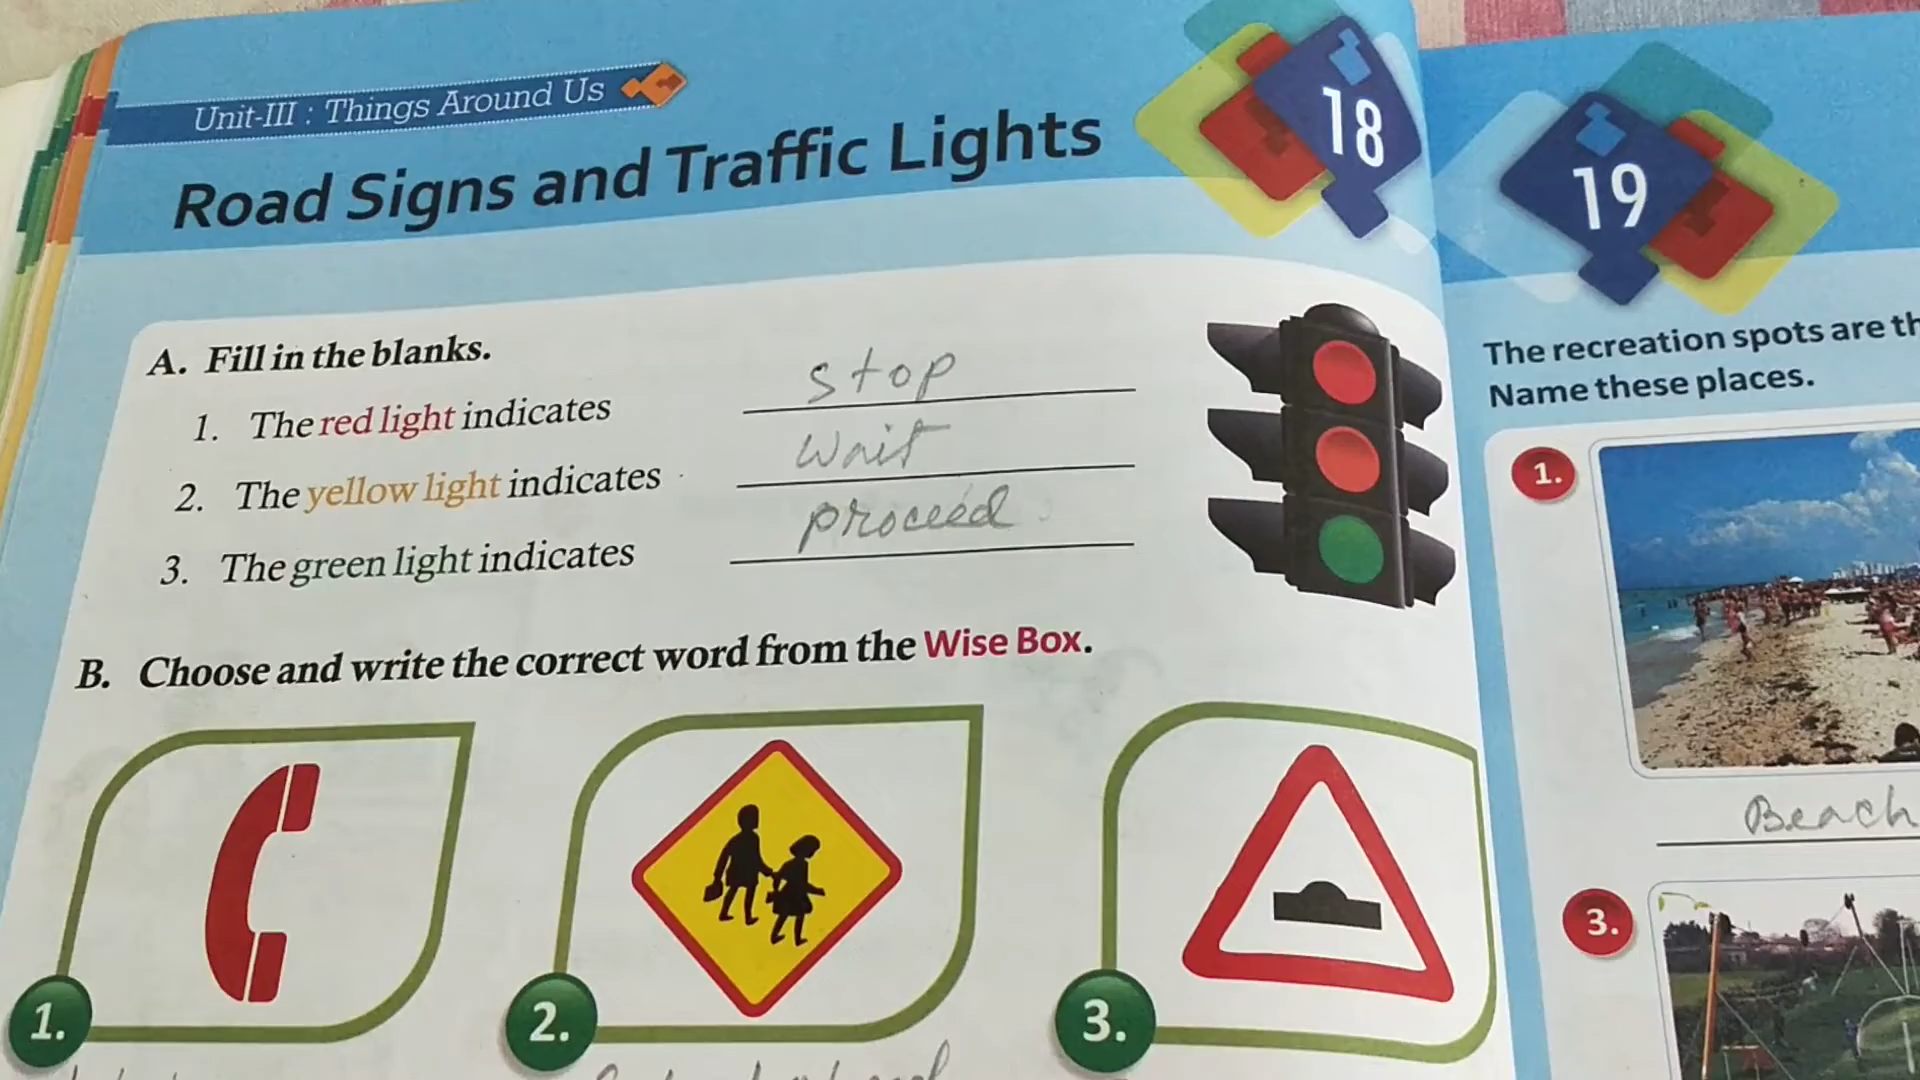 Unit-III : Things Around Us
Road Signs and Traffic Lights
18
A. Fill in the blanks.
1. The red light indicates stop
2. The yellow light indicates wait
3. The green light indicates proceed
B. Choose and write the correct word from the Wise Box.
1.
2.
3.
19
The recreation spots are
Name these places.
1.
Beach
3.